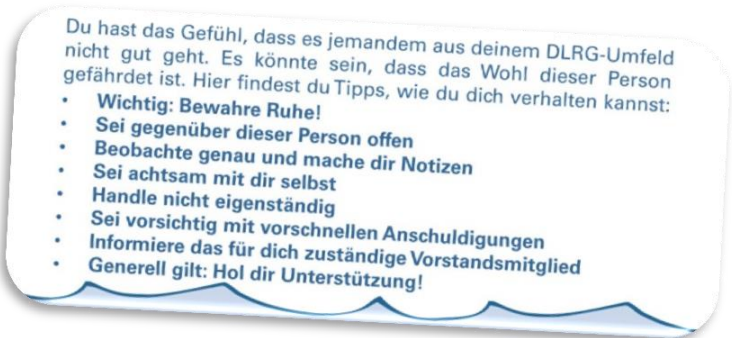 Du hast das Gefühl, dass es jemandem aus deinem DLRG-Umfeld
nicht gut geht. Es könnte sein, dass das Wohl dieser Person
gefährdet ist. Hier findest du Tipps, wie du dich verhalten kannst:
• Wichtig: Bewahre Ruhe!
• Sei gegenüber dieser Person offen
• Beobachte genau und mache dir Notizen
• Sei achtsam mit dir selbst
• Handle nicht eigenständig
• Sei vorsichtig mit vorschnellen Anschuldigungen
• Informiere das für dich zuständige Vorstandsmitglied
• Generell gilt: Hol dir Unterstützung!